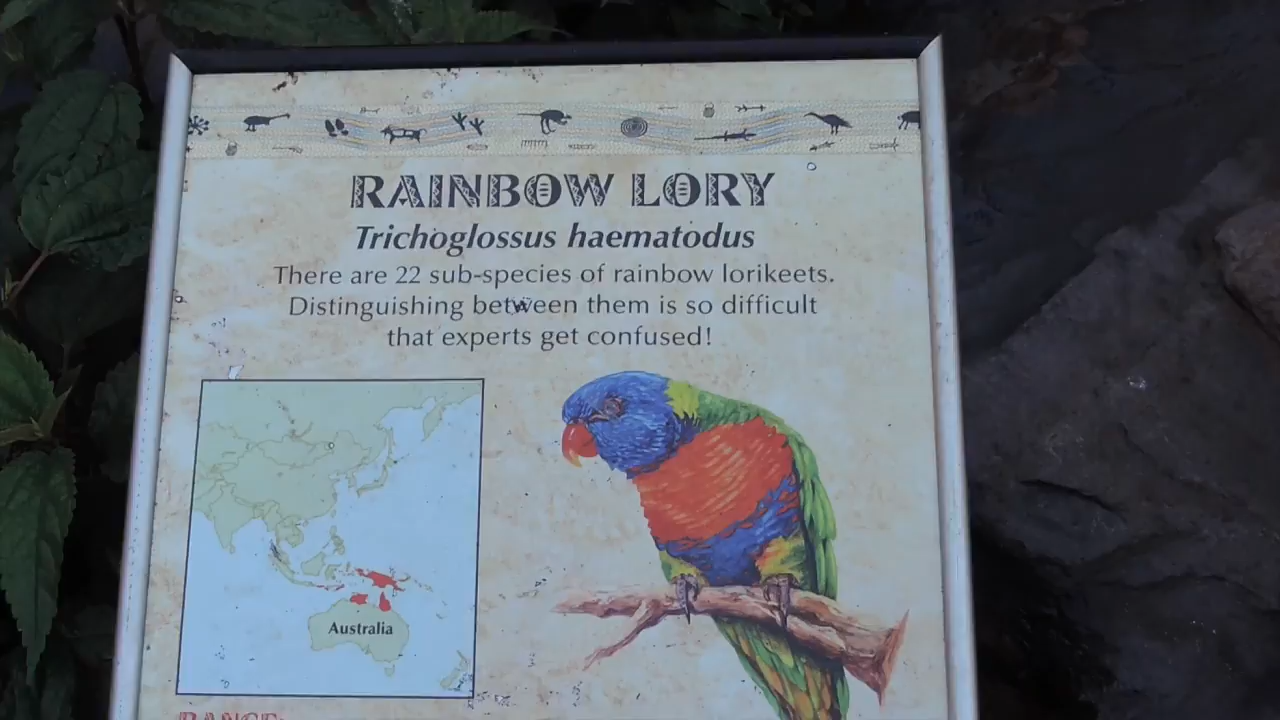 RAINBOW LORY
Trichoglossus haematodus
There are 22 sub-species of rainbow lorikeets.
Distinguishing between them is so difficult
that experts get confused!
Australia
RANGE: